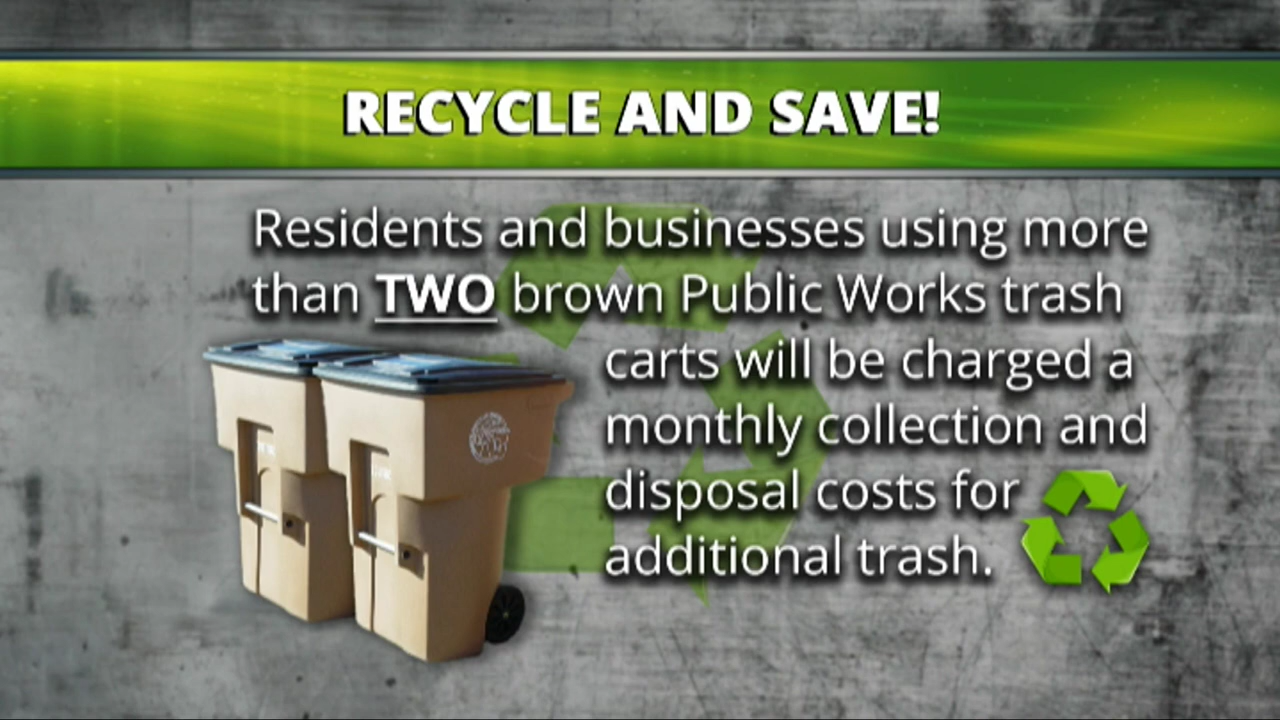 RECYCLE AND SAVE!
Residents and businesses using more
than TWO brown Public Works trash
carts will be charged a
monthly collection and
disposal costs for
additional trash.